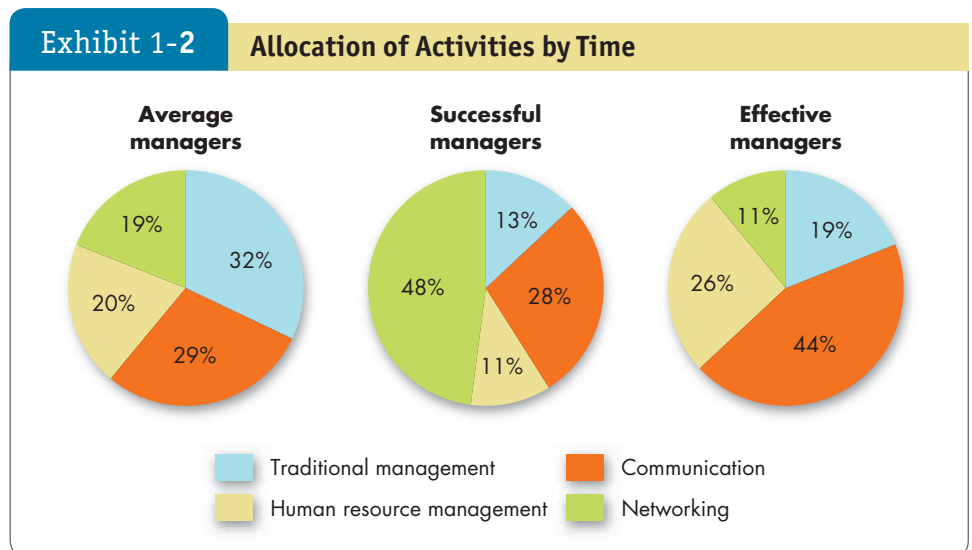 Exhibit 1-2
Allocation of Activities by Time
Average
managers
32%
29%
20%
19%
Successful
managers
13%
28%
11%
48%
Effective
managers
19%
44%
26%
11%
Traditional management
Communication
Human resource management
Networking